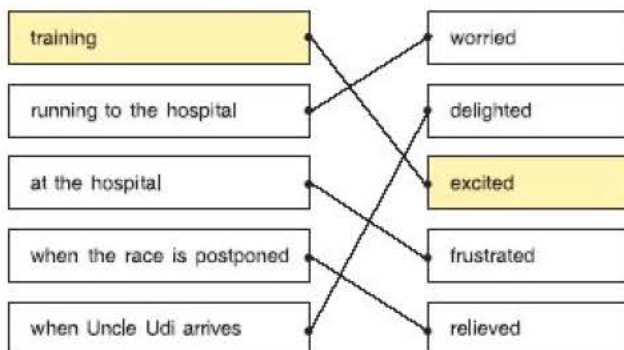 training
worried
running to the hospital
delighted
at the hospital
excited
when the race is postponed
frustrated
when Uncle Udi arrives
relieved